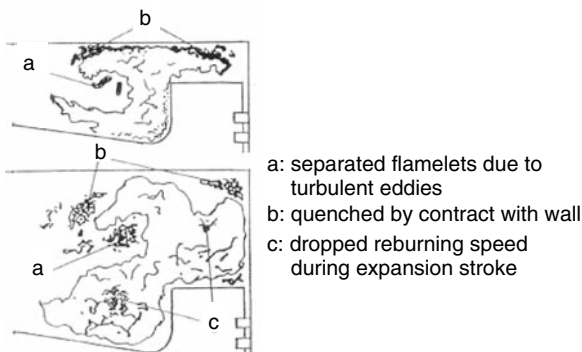 b
a
b
a
c
a: separated flamelets due to
turbulent eddies
b: quenched by contract with wall
c: dropped reburning speed
during expansion stroke